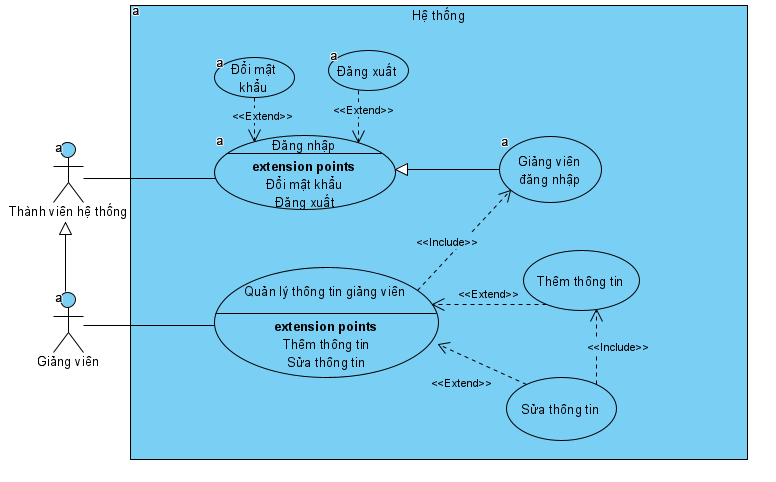 a
Hệ thống
a
Đổi mật
khẩu
a
Đăng xuất
<<Extend>>
<<Extend>>
a
Đăng nhập
extension points
Đổi mật khẩu
Đăng xuất
a
Giảng viên
đăng nhập
a
Thành viên hệ thống
<<Include>>
Quản lý thông tin giảng viên
extension points
Thêm thông tin
Sửa thông tin
<<Extend>>
Thêm thông tin
a
Giảng viên
<<Include>>
<<Extend>>
Sửa thông tin